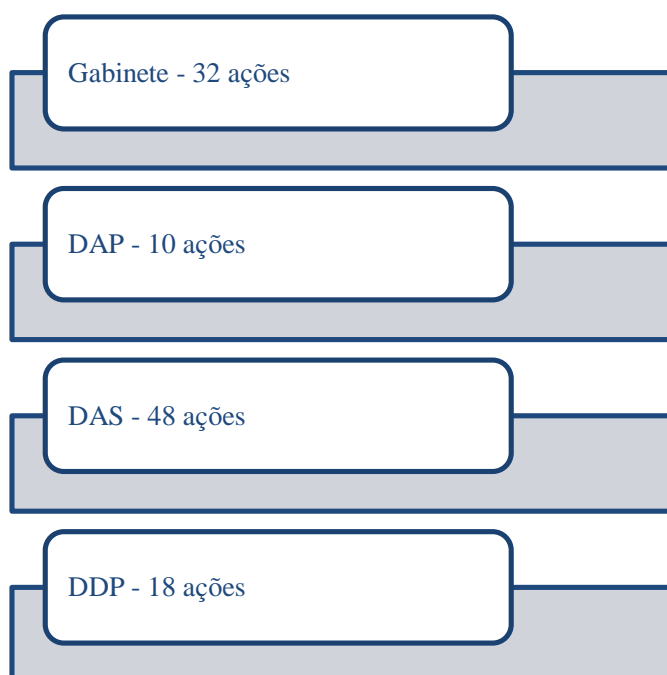 Gabinete - 32 ações
DAP - 10 ações
DAS - 48 ações
DDP - 18 ações